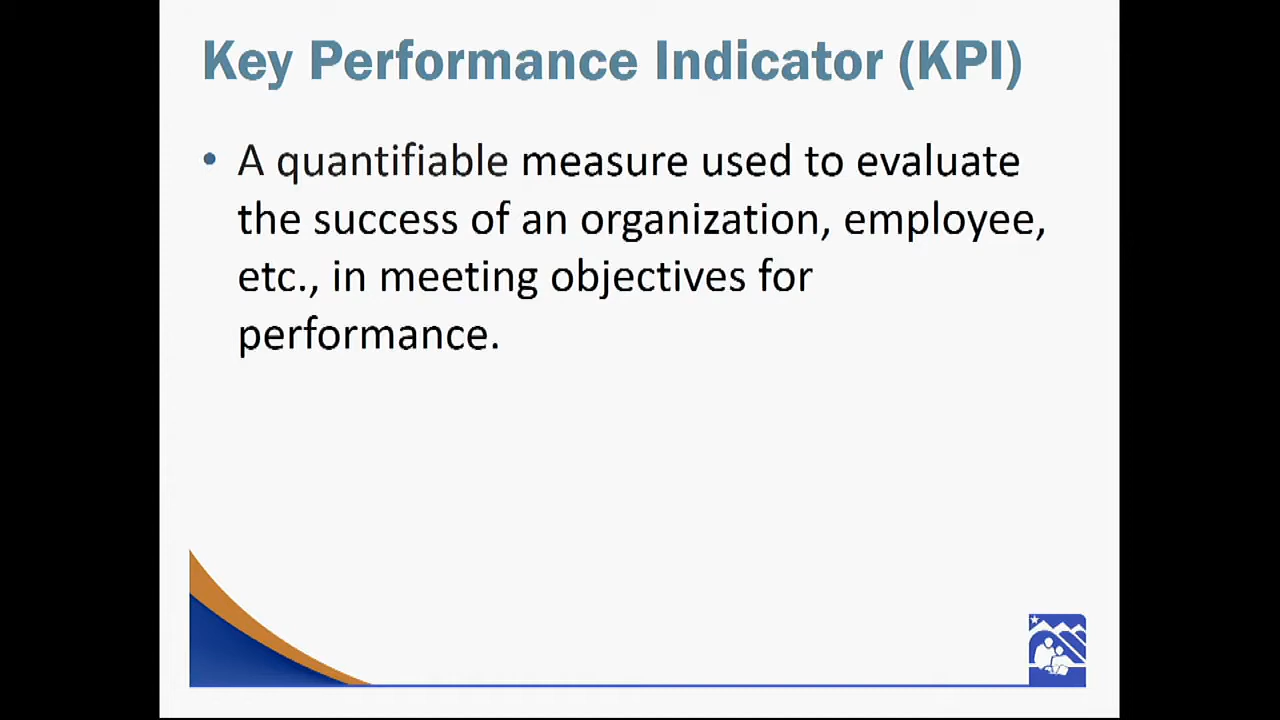 Key Performance Indicator (KPI)
• A quantifiable measure used to evaluate
the success of an organization, employee,
etc., in meeting objectives for
performance.